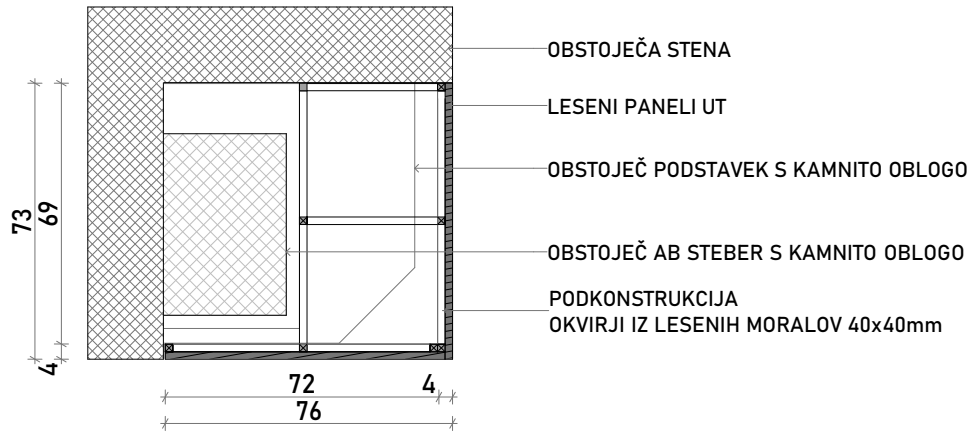 OBSTOJEČA STENA
LESENI PANELI UT
OBSTOJEČ PODSTAVEK S KAMNITO OBLOGO
OBSTOJEČ AB STEBER S KAMNITO OBLOGO
PODKONSTRUKCIJA
OKVIRJI IZ LESENIH MORALOV 40x40mm
73
69
4
72
4
76